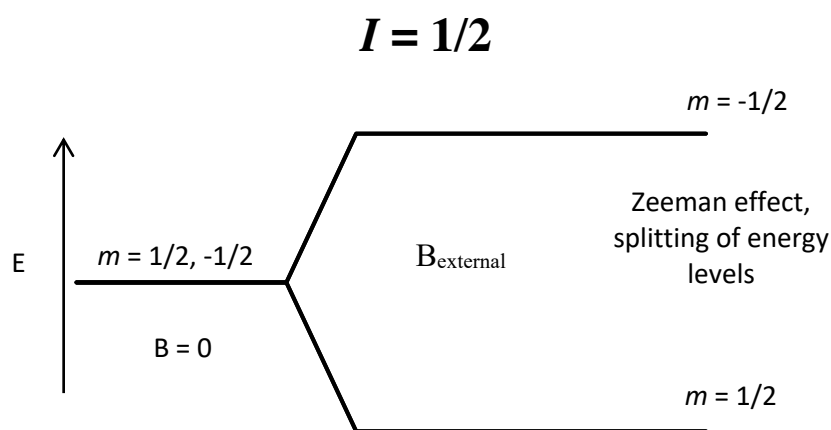 I = 1/2
m = -1/2
Zeeman effect,
splitting of energy
levels
E
m = 1/2, -1/2
Bexternal
B = 0
m = 1/2